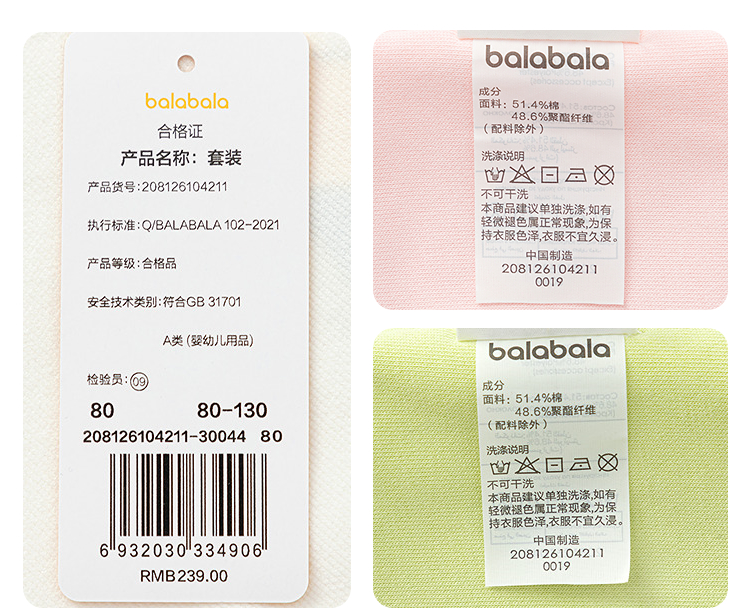 balabala
合格证
产品名称：套装
产品货号:208126104211
执行标准:Q/BALABALA 102-2021
产品等级:合格品
安全技术类别:符合GB 31701
A类(婴幼儿用品)
检验员:09
80 80-130
208126104211-30044 80
6 932030 334906
RMB239.00
balabala
成分
面料: 51.4%棉
48.6%聚酯纤维
(配料除外)
洗涤说明
不可干洗
本商品建议单独洗涤,如有
轻微褪色属正常现象,为保
持衣服色泽,衣服不宜久浸。
中国制造
208126104211
0019
balabala
成分
面料: 51.4%棉
48.6%聚酯纤维
(配料除外)
洗涤说明
不可干洗
本商品建议单独洗涤,如有
轻微褪色属正常现象,为保
持衣服色泽,衣服不宜久浸。
中国制造
208126104211
0019